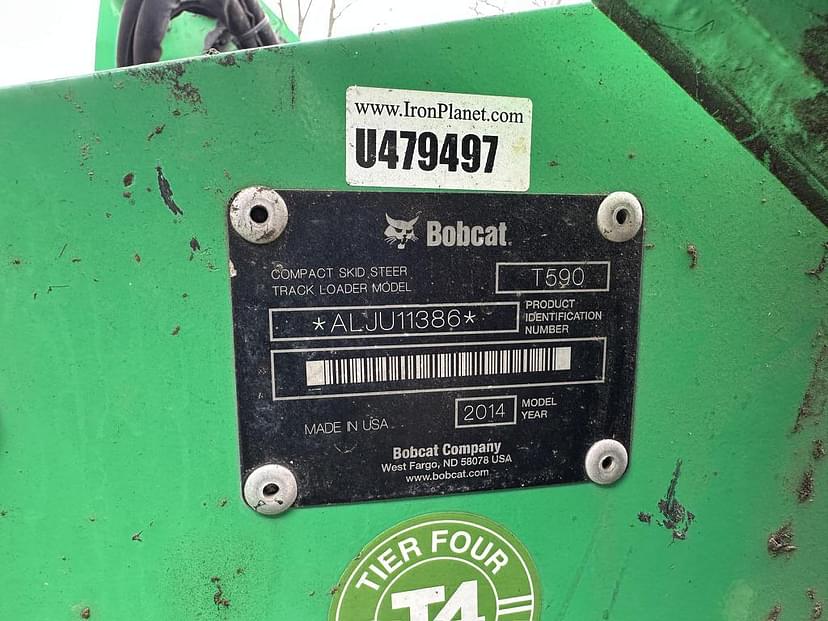 www.IronPlanet.com
U479497
Bobcat
COMPACT SKID STEER
TRACK LOADER MODEL
T590
*ALJU11386*
PRODUCT
IDENTIFICATION
NUMBER
MADE IN USA
2014
MODEL
YEAR
Bobcat Company
West Fargo, ND 58078 USA
www.bobcat.com
TIER FOUR
T4